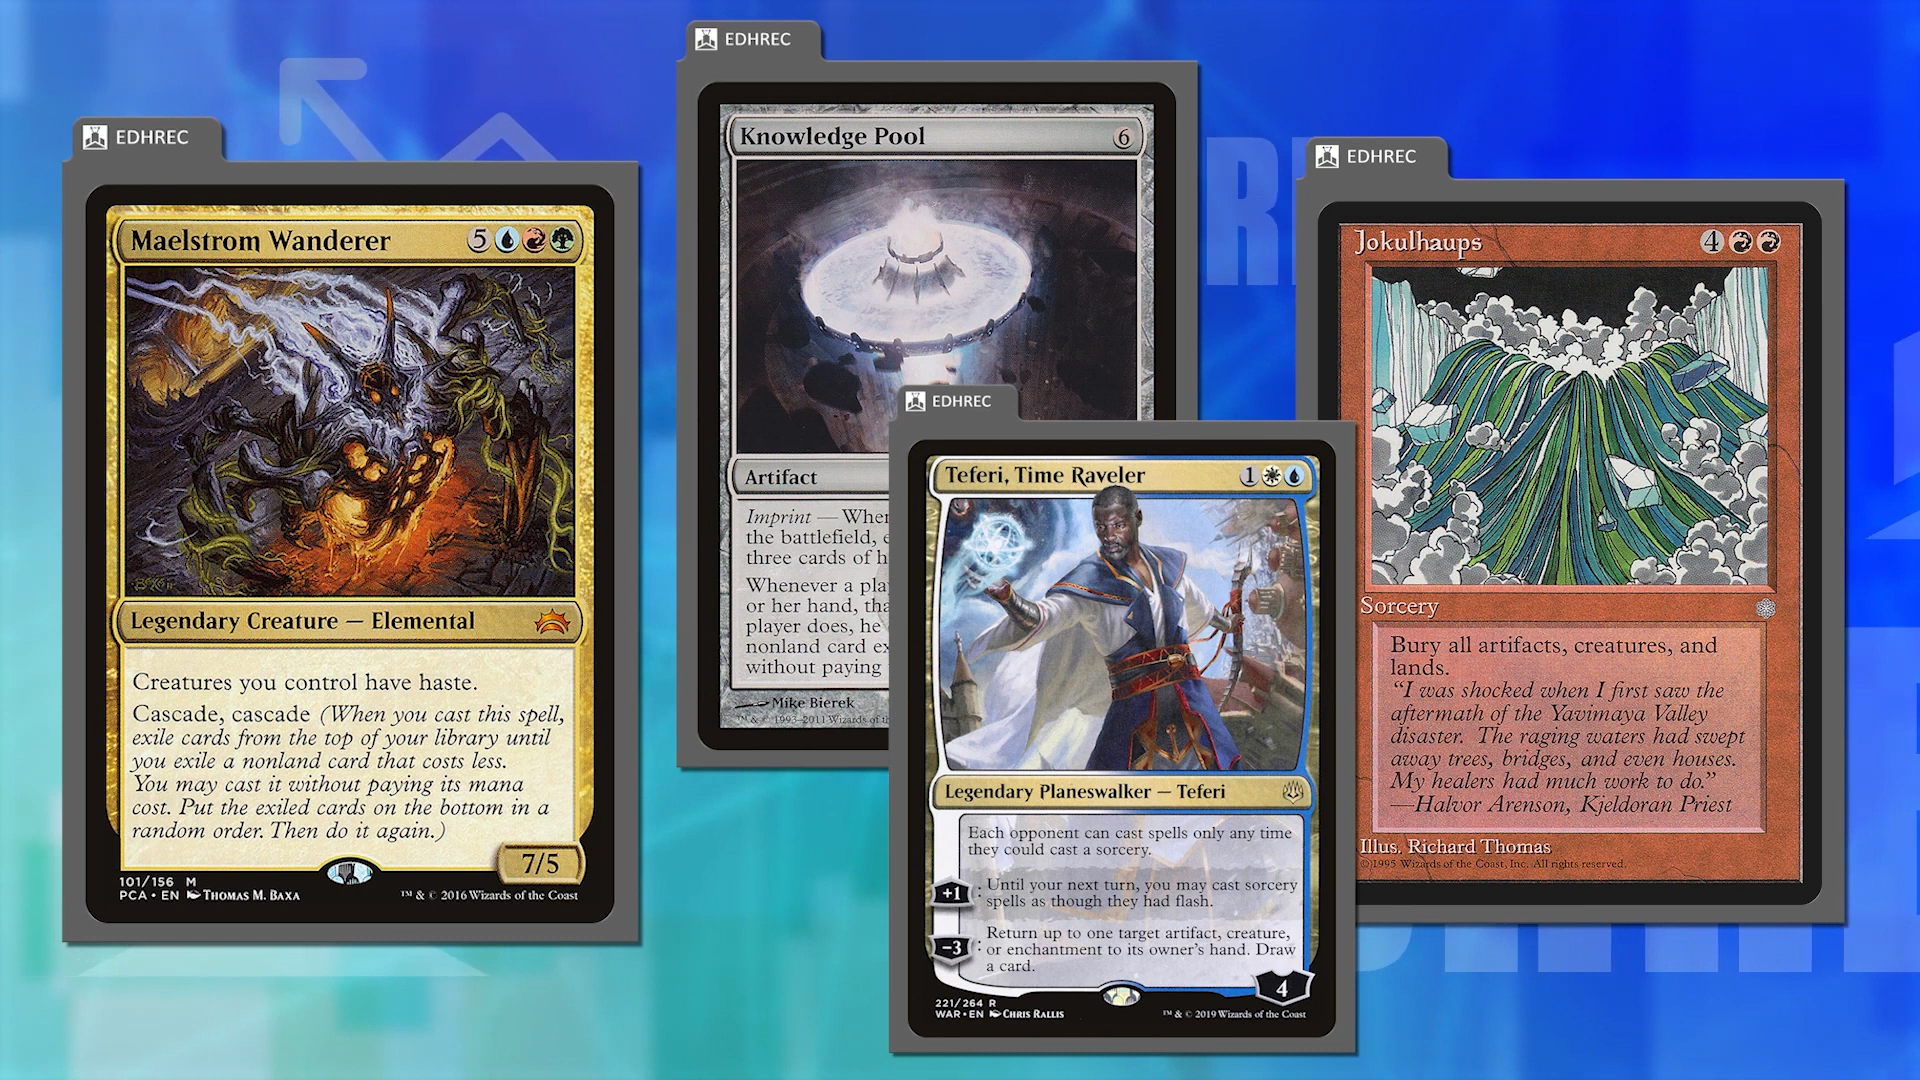 EDHREC
Maelstrom Wanderer 5
Legendary Creature — Elemental
Creatures you control have haste.
Cascade, cascade (When you cast this spell,
exile cards from the top of your library until
you exile a nonland card that costs less.
You may cast it without paying its mana
cost. Put the exiled cards on the bottom in a
random order. Then do it again.)
7/5
101/156 M
PCA • EN Thomas M. Baxa
™ & © 2016 Wizards of the Coast
EDHREC
Knowledge Pool 6
Artifact
Imprint — When
the battlefield, e
three cards of h
Whenever a pla
or her hand, tha
player does, he
nonland card ex
without paying
Mike Bierek
™ & © 1993–2011 Wizards of th
EDHREC
Teferi, Time Raveler 1
Legendary Planeswalker — Teferi
Each opponent can cast spells only any time
they could cast a sorcery.
+1: Until your next turn, you may cast sorcery
spells as though they had flash.
−3: Return up to one target artifact, creature,
or enchantment to its owner's hand. Draw
a card.
4
221/264 R
WAR • EN Chris Rallis
™ & © 2019 Wizards of the Coast
EDHREC
Jokulhaups 4
Sorcery
Bury all artifacts, creatures, and
lands.
“I was shocked when I first saw the
aftermath of the Yavimaya Valley
disaster. The raging waters had swept
away trees, bridges, and even houses.
My healers had much work to do.”
—Halvor Arenson, Kjeldoran Priest
Illus. Richard Thomas
© 1995 Wizards of the Coast, Inc. All rights reserved.